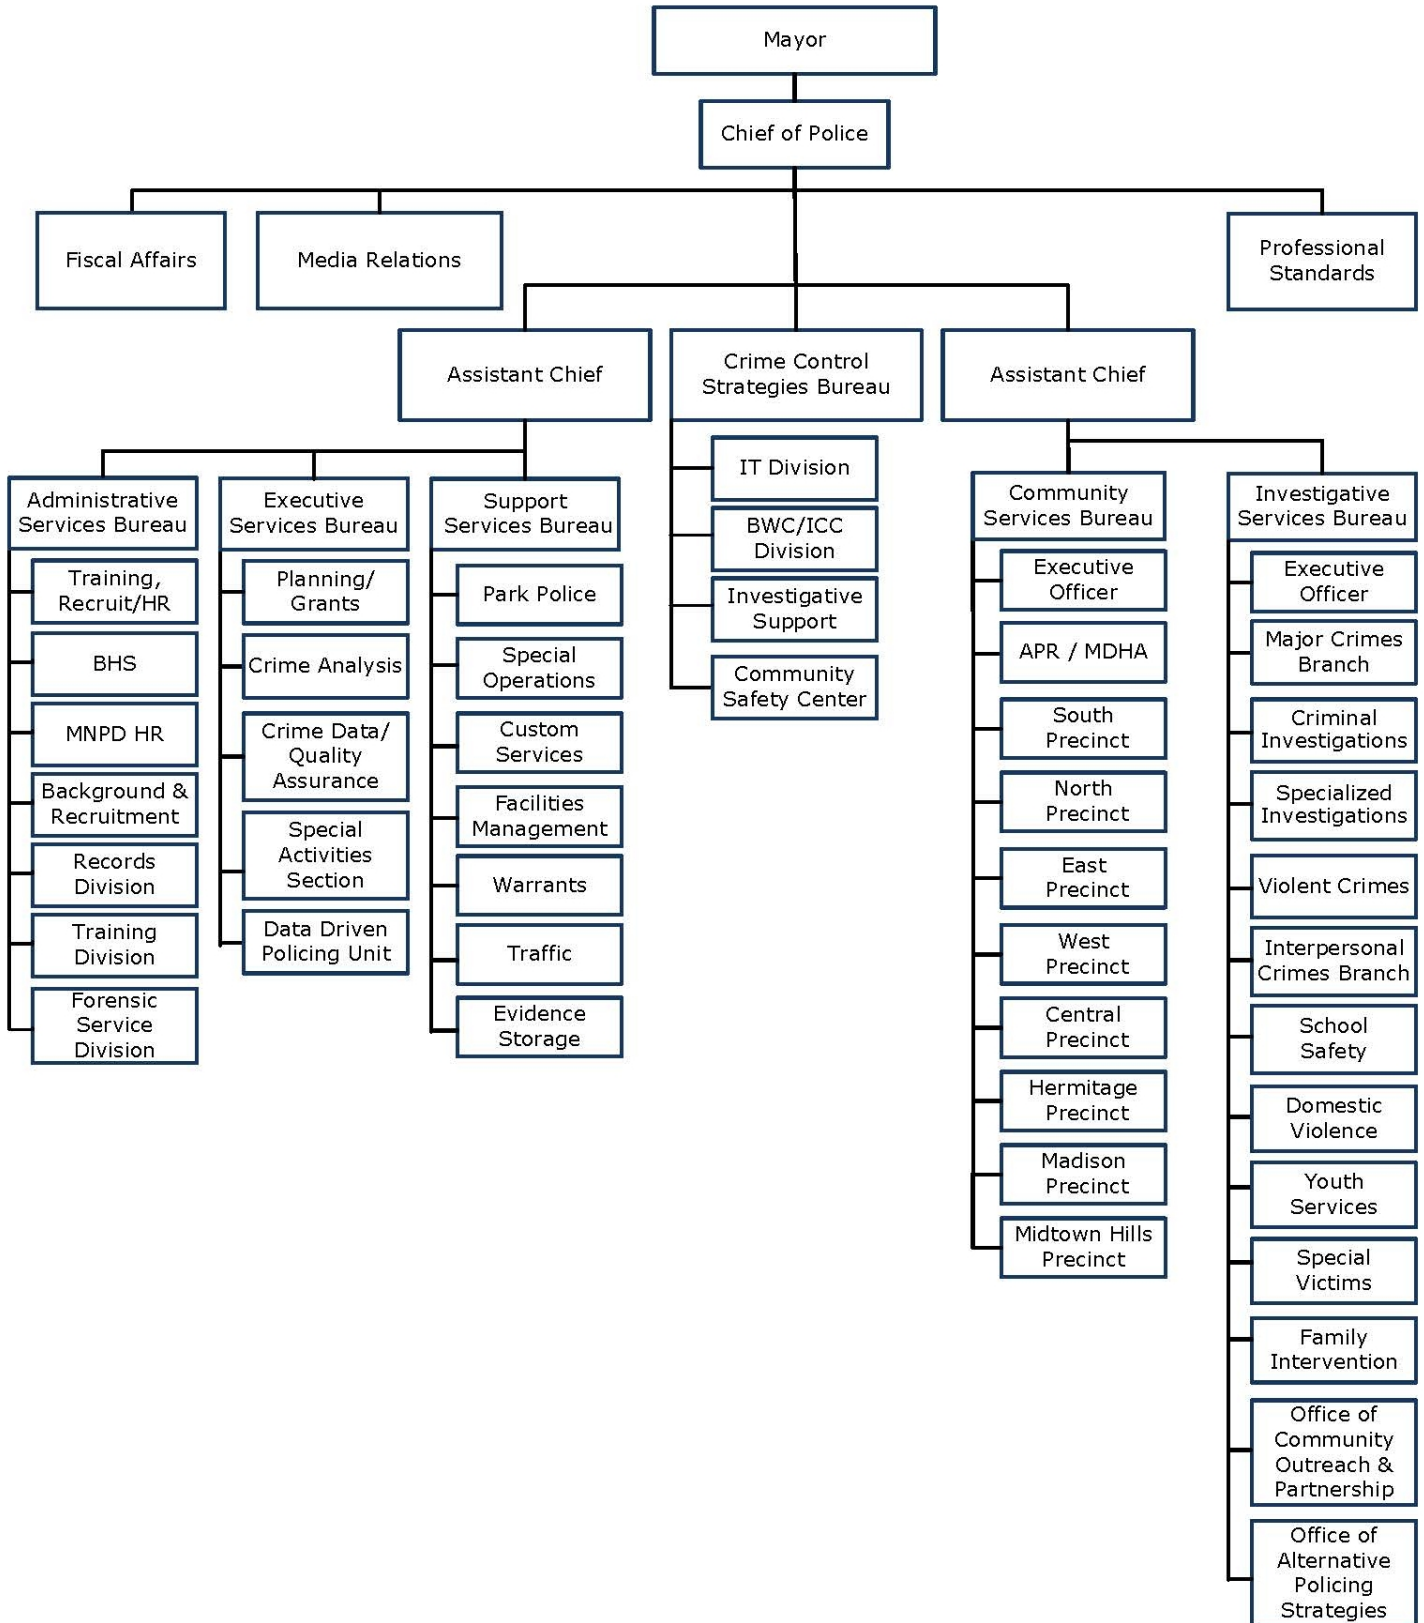 Mayor
Chief of Police
Fiscal Affairs
Media Relations
Professional
Standards
Assistant Chief
Crime Control
Strategies Bureau
Assistant Chief
Administrative
Services Bureau
Training,
Recruit/HR
BHS
MNPD HR
Background &
Recruitment
Records
Division
Training
Division
Forensic
Service
Division
Executive
Services Bureau
Planning/
Grants
Crime Analysis
Crime Data/
Quality
Assurance
Special
Activities
Section
Data Driven
Policing Unit
Support
Services Bureau
Park Police
Special
Operations
Custom
Services
Facilities
Management
Warrants
Traffic
Evidence
Storage
IT Division
BWC/ICC
Division
Investigative
Support
Community
Safety Center
Community
Services Bureau
Executive
Officer
APR / MDHA
South
Precinct
North
Precinct
East
Precinct
West
Precinct
Central
Precinct
Hermitage
Precinct
Madison
Precinct
Midtown Hills
Precinct
Investigative
Services Bureau
Executive
Officer
Major Crimes
Branch
Criminal
Investigations
Specialized
Investigations
Violent Crimes
Interpersonal
Crimes Branch
School
Safety
Domestic
Violence
Youth
Services
Special
Victims
Family
Intervention
Office of
Community
Outreach &
Partnership
Office of
Alternative
Policing
Strategies